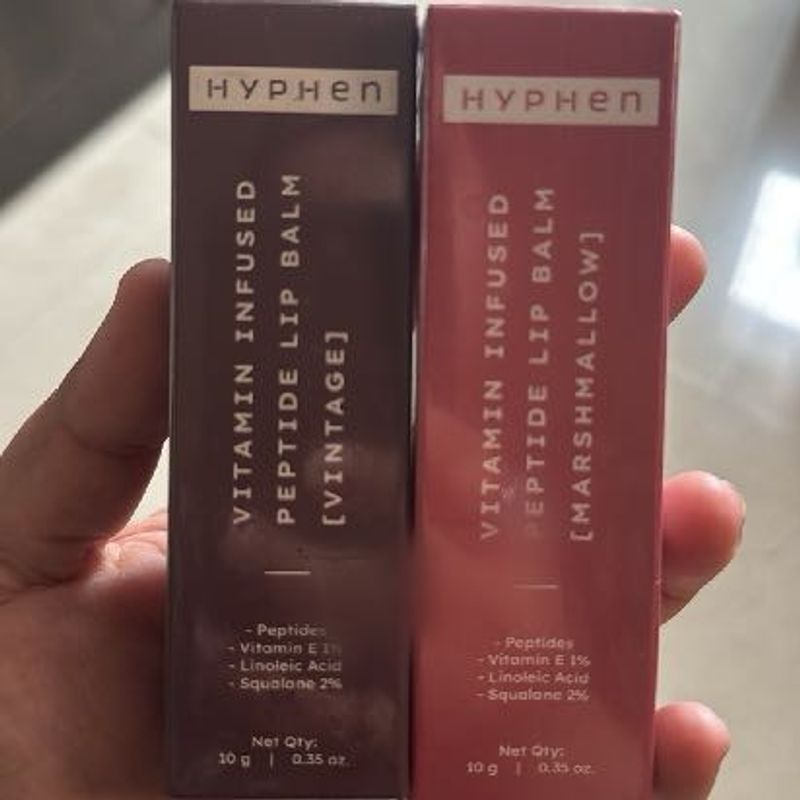 HYPHen
VITAMIN INFUSED
PEPTIDE LIP BALM
[VINTAGE]
- Peptides
- Vitamin E 1%
- Linoleic Acid
- Squalane 2%
Net Qty:
10 g | 0.35 oz.
HYPHen
VITAMIN INFUSED
PEPTIDE LIP BALM
[MARSHMALLOW]
- Peptides
- Vitamin E 1%
- Linoleic Acid
- Squalane 2%
Net Qty:
10 g | 0.35 oz.